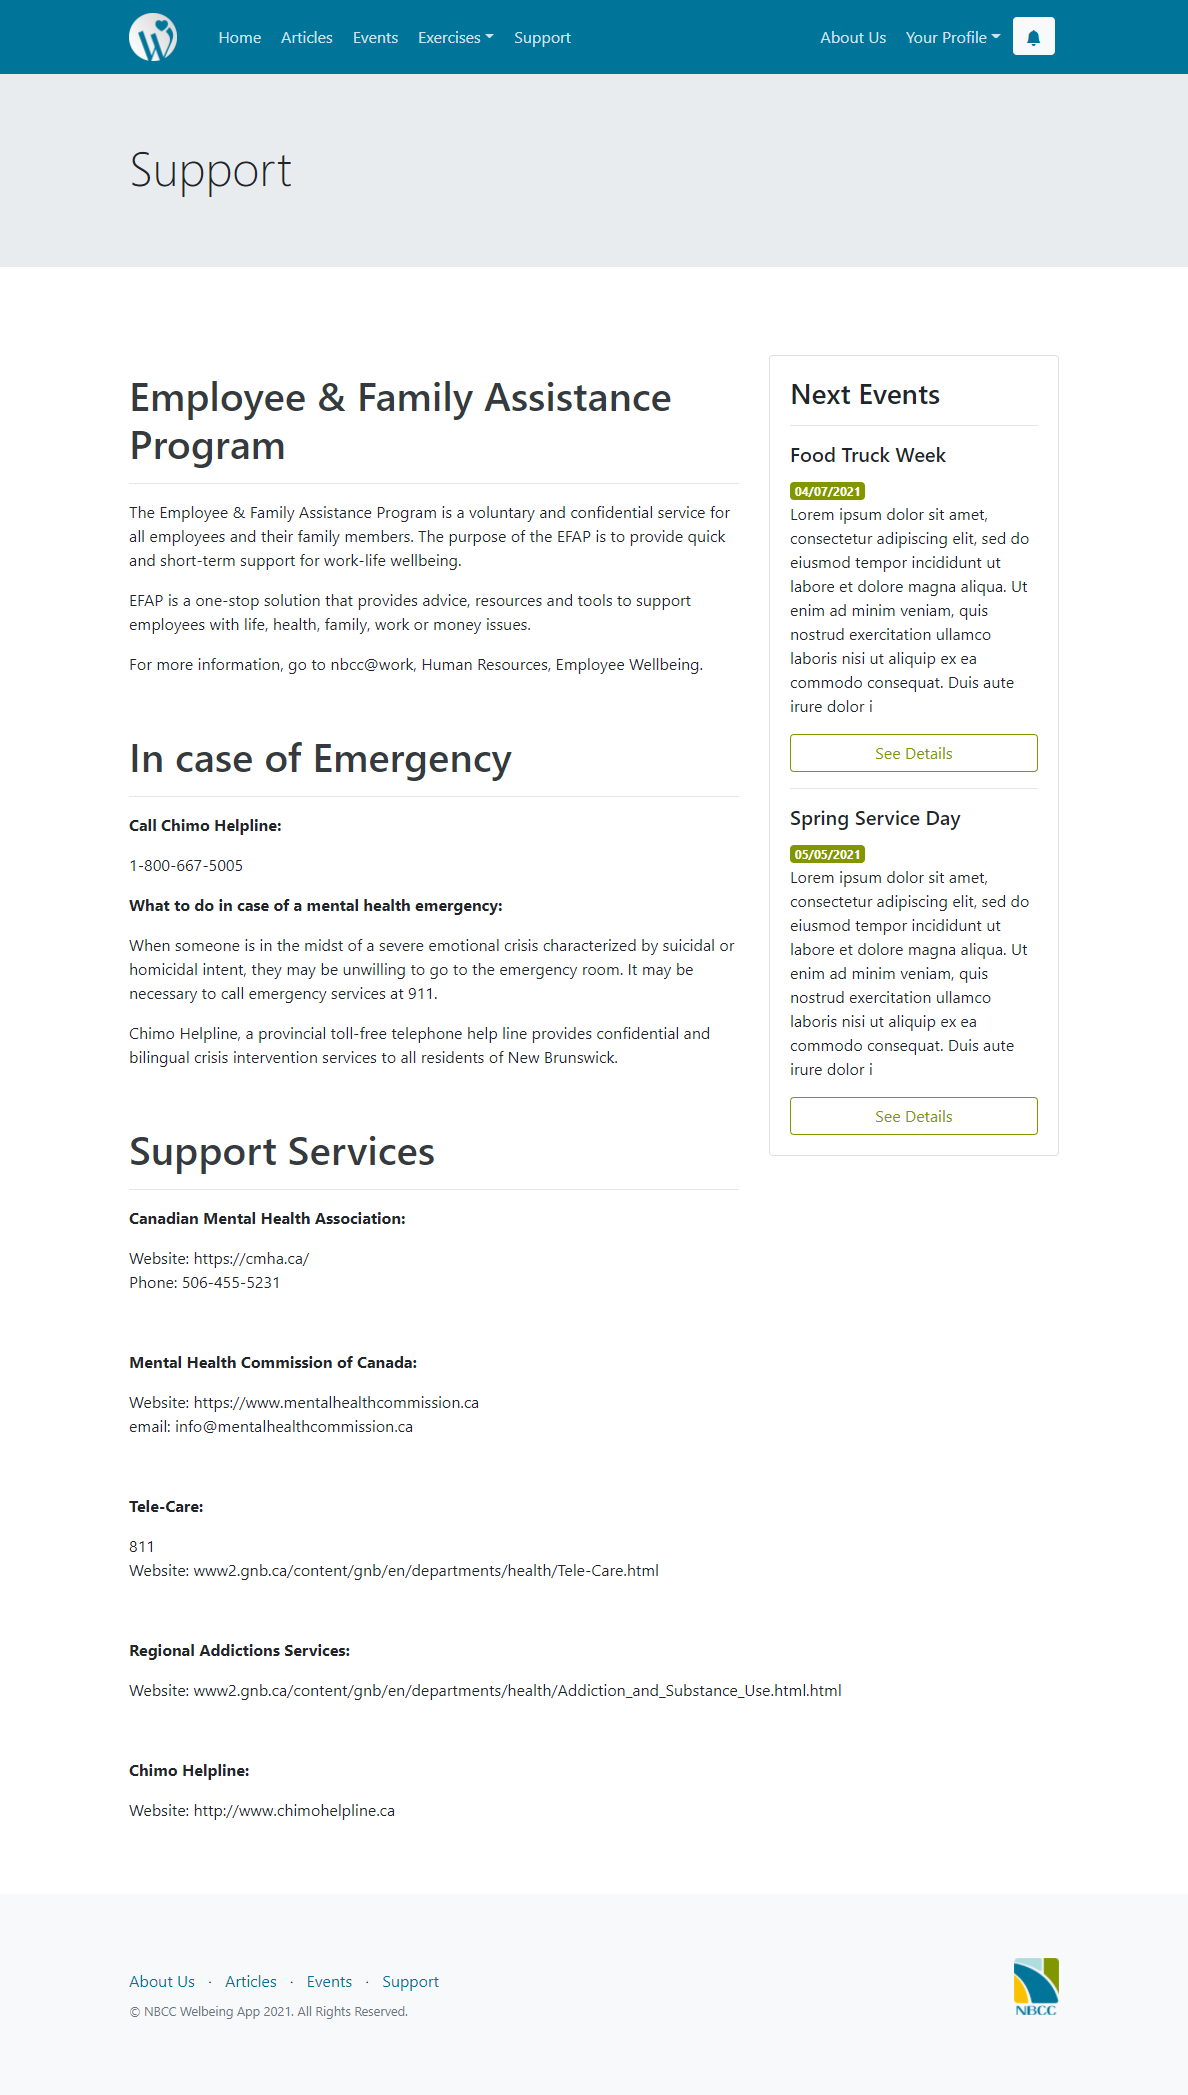 W
Home
Articles
Events
Exercises
Support
About Us
Your Profile
Support
Employee & Family Assistance
Program
The Employee & Family Assistance Program is a voluntary and confidential service for
all employees and their family members. The purpose of the EFAP is to provide quick
and short-term support for work-life wellbeing.
EFAP is a one-stop solution that provides advice, resources and tools to support
employees with life, health, family, work or money issues.
For more information, go to nbcc@work, Human Resources, Employee Wellbeing.
In case of Emergency
Call Chimo Helpline:
1-800-667-5005
What to do in case of a mental health emergency:
When someone is in the midst of a severe emotional crisis characterized by suicidal or
homicidal intent, they may be unwilling to go to the emergency room. It may be
necessary to call emergency services at 911.
Chimo Helpline, a provincial toll-free telephone help line provides confidential and
bilingual crisis intervention services to all residents of New Brunswick.
Support Services
Canadian Mental Health Association:
Website: https://cmha.ca/
Phone: 506-455-5231
Mental Health Commission of Canada:
Website: https://www.mentalhealthcommission.ca
email: info@mentalhealthcommission.ca
Tele-Care:
811
Website: www2.gnb.ca/content/gnb/en/departments/health/Tele-Care.html
Regional Addictions Services:
Website: www2.gnb.ca/content/gnb/en/departments/health/Addiction_and_Substance_Use.html.html
Chimo Helpline:
Website: http://www.chimohelpline.ca
Next Events
Food Truck Week
04/07/2021
Lorem ipsum dolor sit amet,
consectetur adipiscing elit, sed do
eiusmod tempor incididunt ut
labore et dolore magna aliqua. Ut
enim ad minim veniam, quis
nostrud exercitation ullamco
laboris nisi ut aliquip ex ea
commodo consequat. Duis aute
irure dolor i
See Details
Spring Service Day
05/05/2021
Lorem ipsum dolor sit amet,
consectetur adipiscing elit, sed do
eiusmod tempor incididunt ut
labore et dolore magna aliqua. Ut
enim ad minim veniam, quis
nostrud exercitation ullamco
laboris nisi ut aliquip ex ea
commodo consequat. Duis aute
irure dolor i
See Details
About Us · Articles · Events · Support
© NBCC Welbeing App 2021. All Rights Reserved.
NBCC